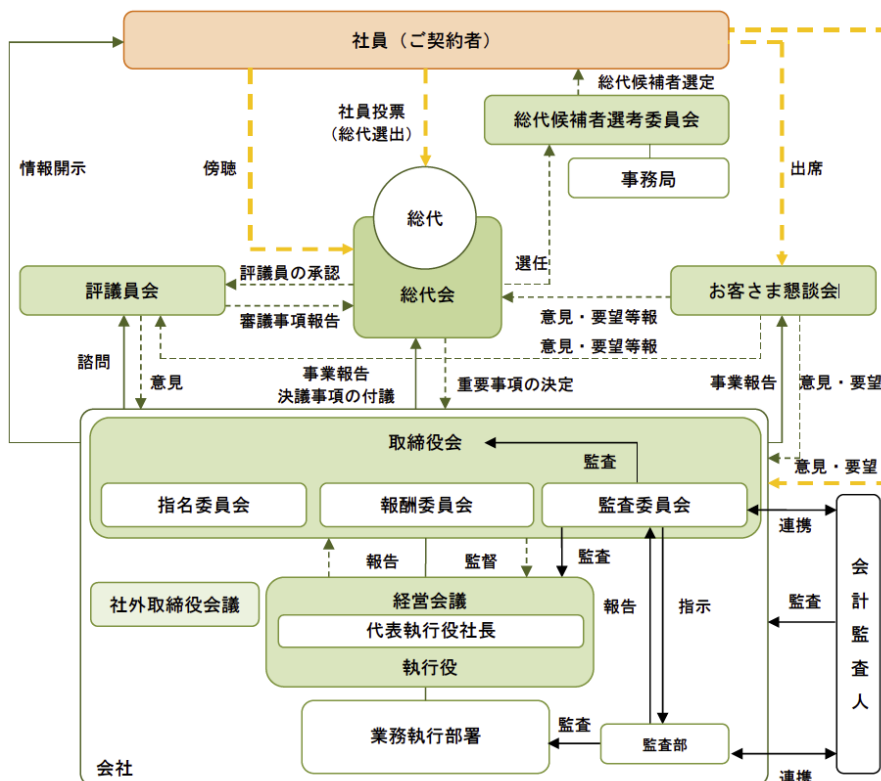 社員（ご契約者）
総代候補者選定
社員投票
（総代選出）
総代候補者選考委員会
情報開示
傍聴
事務局
出席
総代
評議員の承認
選任
評議員会
総代会
お客さま懇談会
審議事項報告
意見・要望等報
意見・要望等報
諮問
意見
事業報告
決議事項の付議
重要事項の決定
事業報告
意見・要望
取締役会
監査
意見・要望
指名委員会
報酬委員会
監査委員会
連携
報告
監督
監査
社外取締役会議
経営会議
報告
指示
監査
会計監査人
代表執行役社長
執行役
業務執行部署
監査
監査部
会社
連携